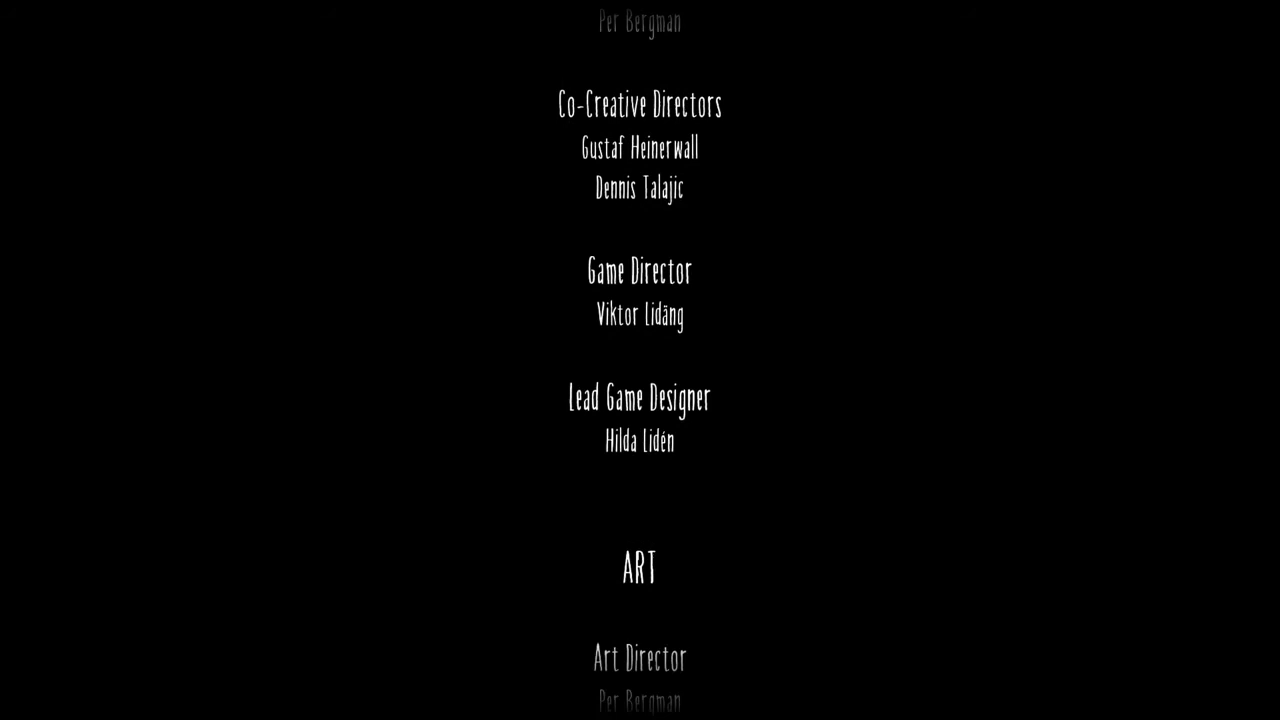 Per Bergman
Co-Creative Directors
Gustaf Heinerwall
Dennis Talajic
Game Director
Viktor Lidäng
Lead Game Designer
Hilda Lidén
ART
Art Director
Per Bergman